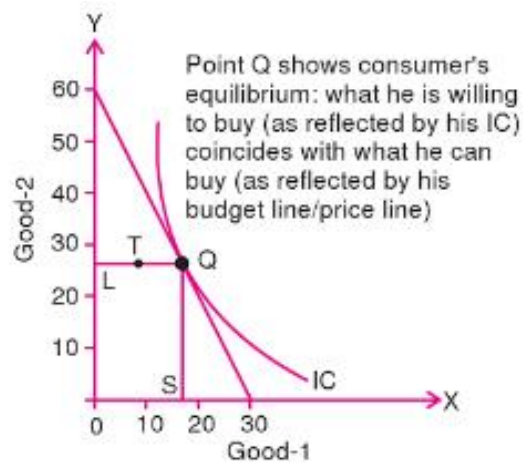 Y
Point Q shows consumer's
equilibrium: what he is willing
to buy (as reflected by his IC)
coincides with what he can
buy (as reflected by his
budget line/price line)
60
50
40
30
20
10
Good-2
T
Q
L
S
IC
X
0 10 20 30
Good-1